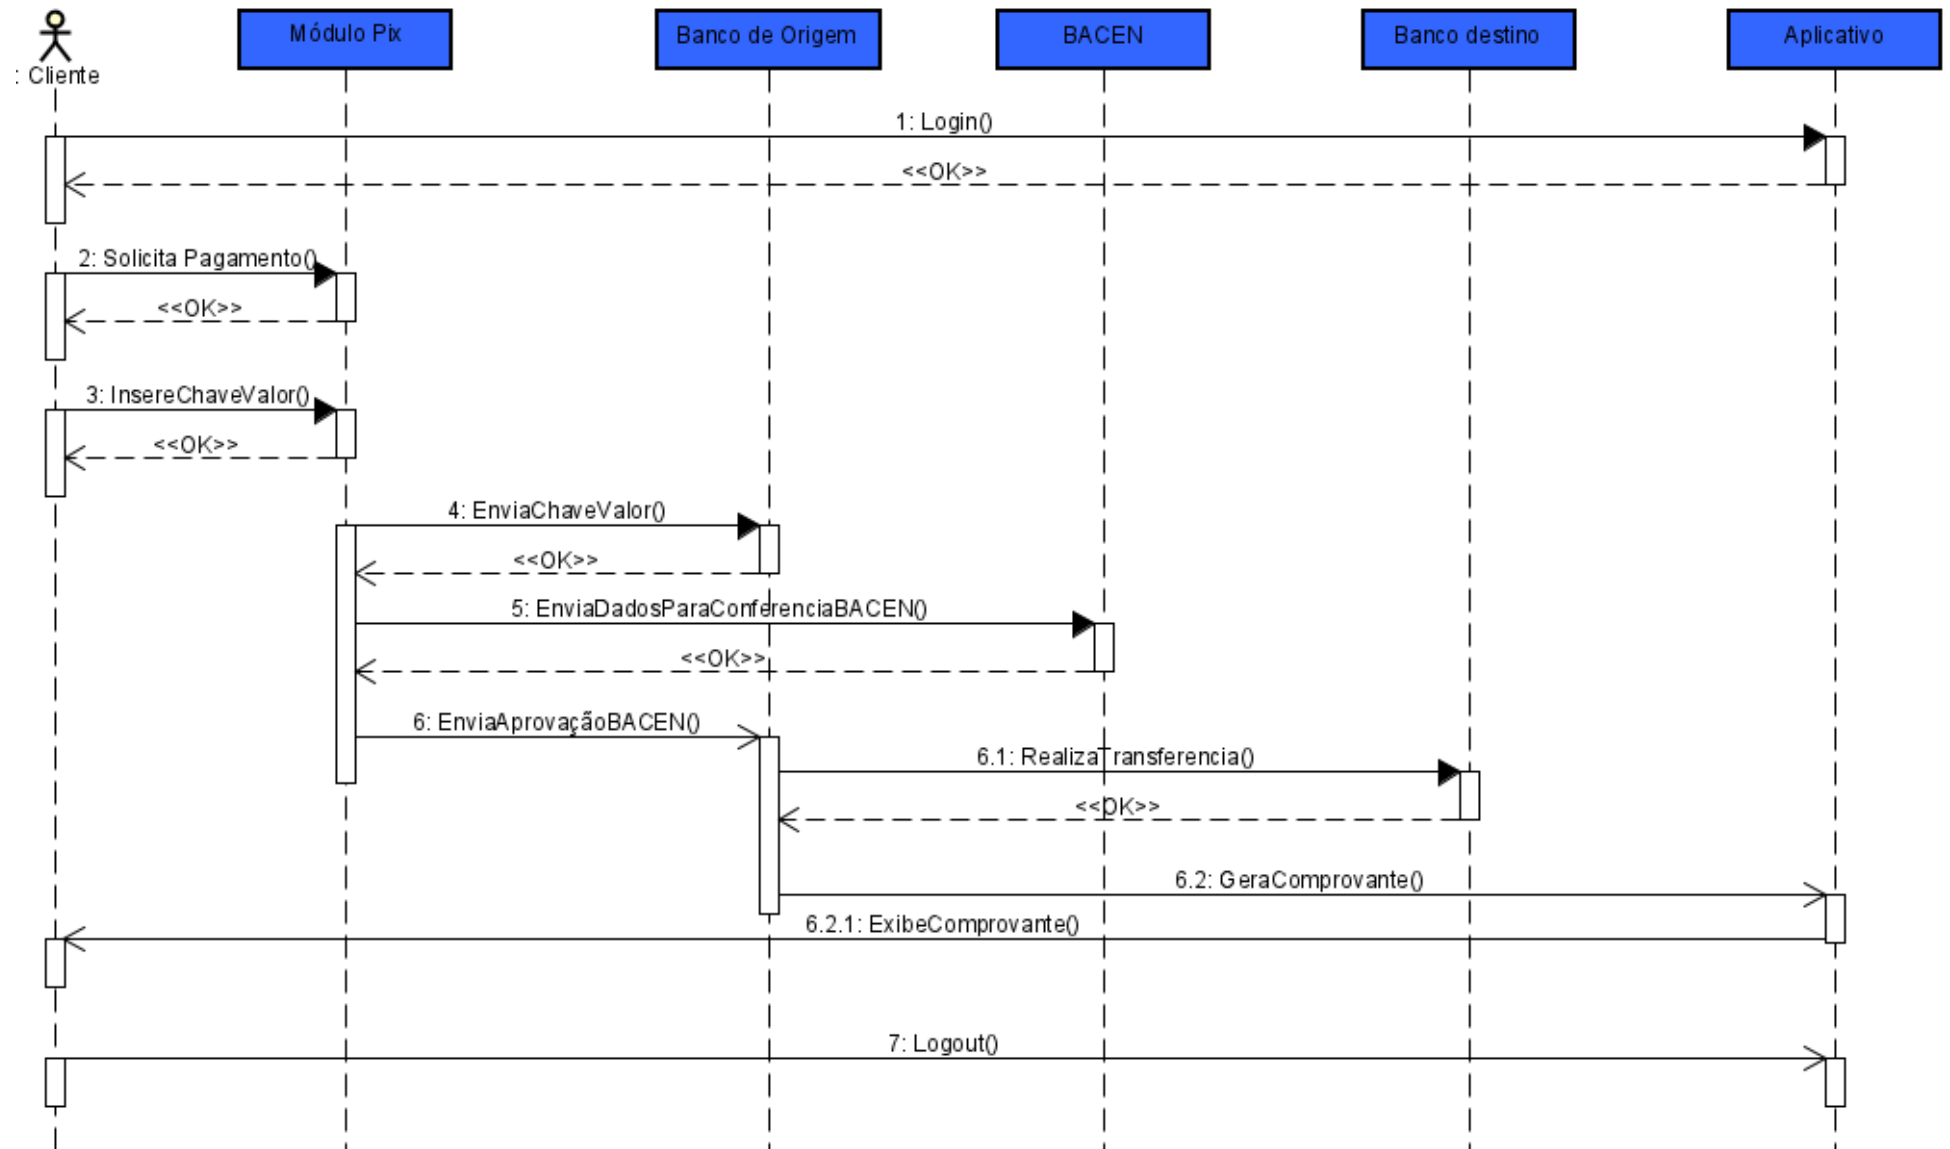 : Cliente
Módulo Pix
Banco de Origem
BACEN
Banco destino
Aplicativo
1: Login()
<<OK>>
2: Solicita Pagamento()
<<OK>>
3: InsereChaveValor()
<<OK>>
4: EnviaChaveValor()
<<OK>>
5: EnviaDadosParaConferenciaBACEN()
<<OK>>
6: EnviaAprovaçãoBACEN()
6.1: RealizaTransferencia()
<<OK>>
6.2: GeraComprovante()
6.2.1: ExibeComprovante()
7: Logout()